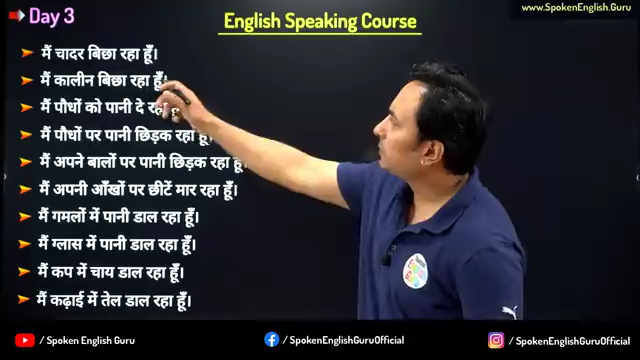 Day 3
English Speaking Course
www.SpokenEnglish.Guru
मैं चादर बिछा रहा हूँ।
मैं कालीन बिछा रहा हूँ।
मैं पौधों को पानी दे रहा
मैं पौधों पर पानी छिड़क रहा हूँ।
मैं अपने बालों पर पानी छिड़क रहा हूँ।
मैं अपनी आँखों पर छींटें मार रहा हूँ।
मैं गमलों में पानी डाल रहा हूँ।
मैं ग्लास में पानी डाल रहा हूँ।
मैं कप में चाय डाल रहा हूँ।
मैं कढ़ाई में तेल डाल रहा हूँ।
/ Spoken English Guru
/ SpokenEnglishGuruOfficial
/ SpokenEnglishGuruOfficial